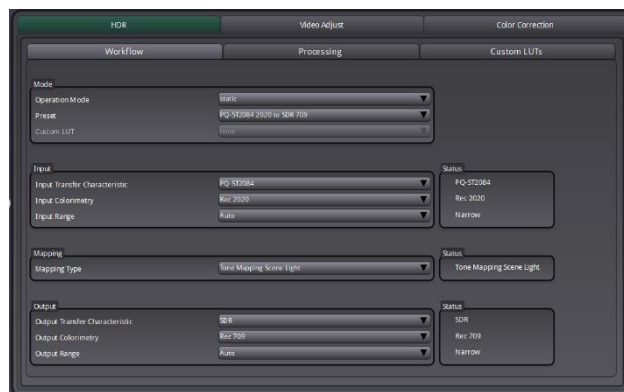 HDR Video Adjust Color Correction
Workflow Processing Custom LUTs
Mode
Operation Mode static
Preset PQ-ST2084 2020 to SDR 709
Custom LUT None
Input Status
Input Transfer Characteristic PQ-ST2084 PQ-ST2084
Input Colorimetry Rec 2020 Rec 2020
Input Range Auto Narrow
Mapping Status
Mapping Type Tone Mapping Scene Light Tone Mapping Scene Light
Output Status
Output Transfer Characteristic SDR SDR
Output Colorimetry Rec 709 Rec 709
Output Range Auto Narrow